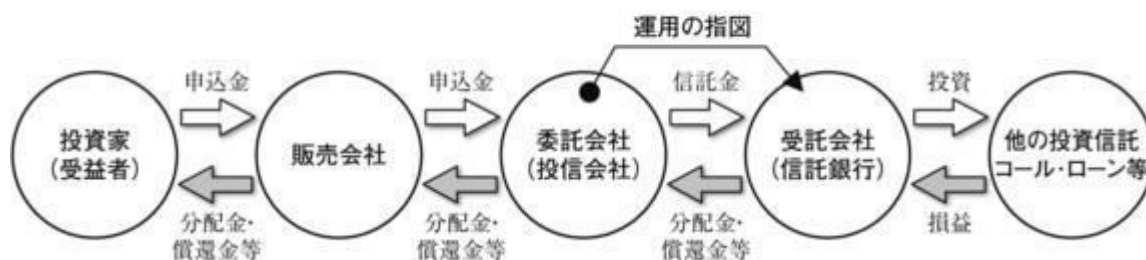 運用の指図
申込金
申込金
信託金
投資
投資家
(受益者)
販売会社
委託会社
(投信会社)
受託会社
(信託銀行)
他の投資信託
コール・ローン等
分配金・
償還金等
分配金・
償還金等
分配金・
償還金等
損益